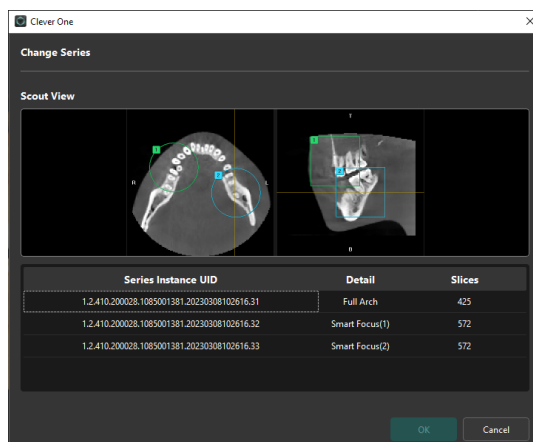 Clever One
Change Series
Scout View
1
2
R
L
T
1
2
B
Series Instance UID Detail Slices
1.2.410.200028.1085001381.20230308102616.31 Full Arch 425
1.2.410.200028.1085001381.20230308102616.32 Smart Focus(1) 572
1.2.410.200028.1085001381.20230308102616.33 Smart Focus(2) 572
OK Cancel